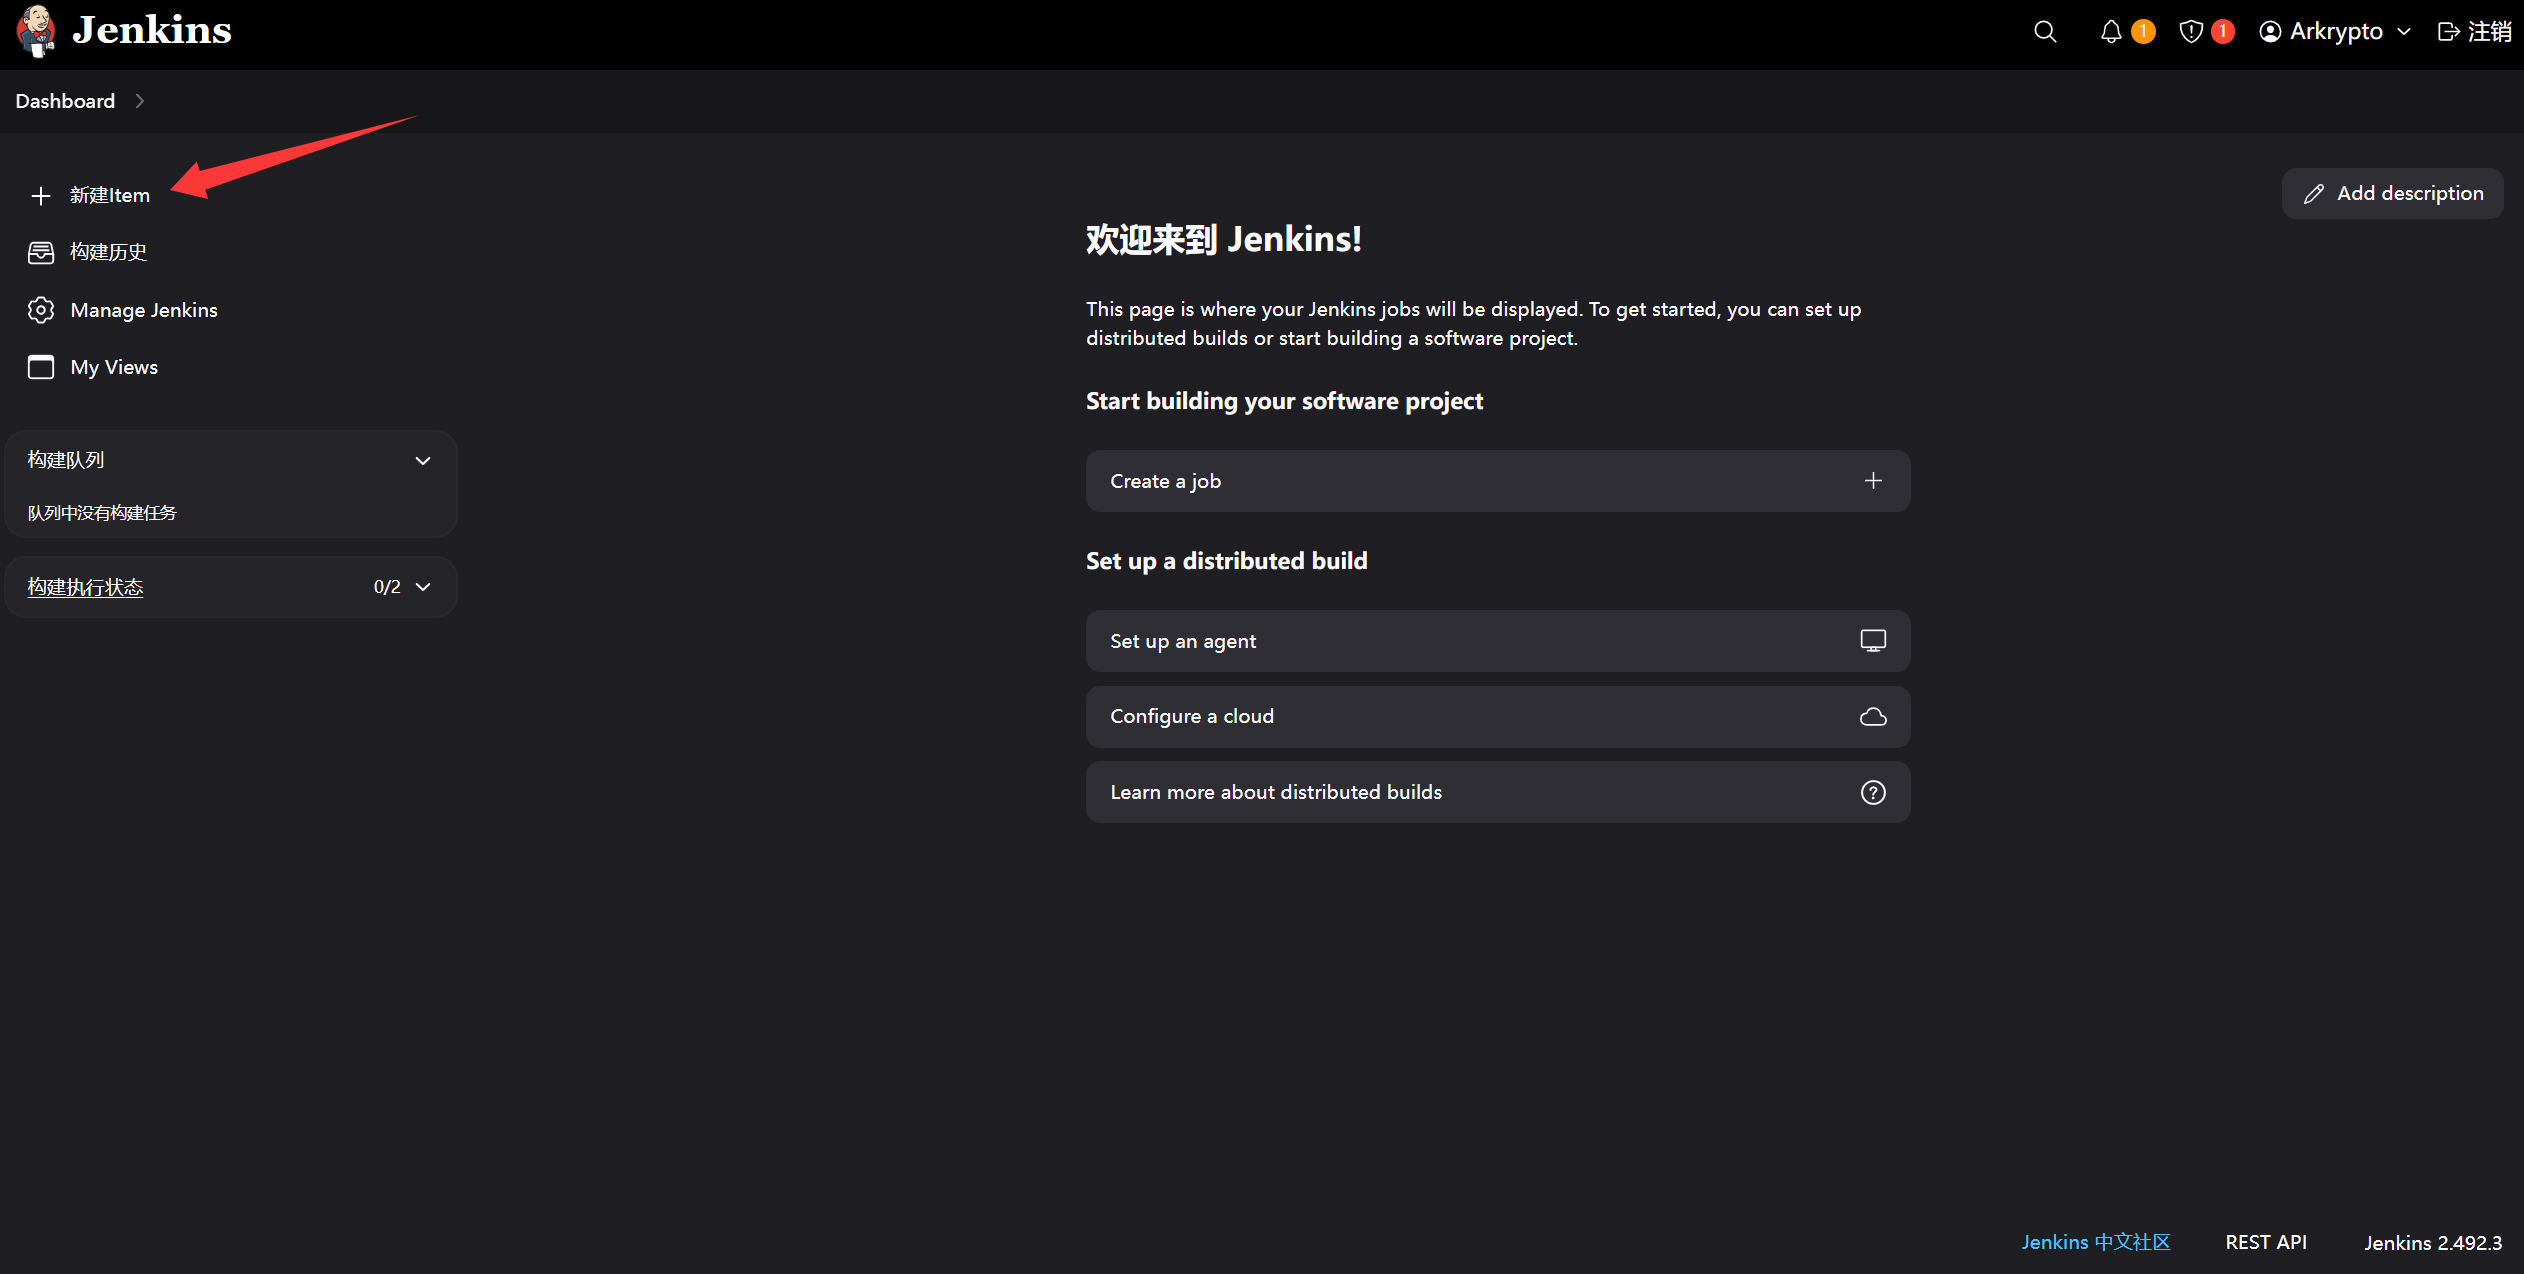 Jenkins
1
1
Arkrypto
注销
Dashboard
新建Item
构建历史
Manage Jenkins
My Views
构建队列
队列中没有构建任务
构建执行状态
0/2
Add description
欢迎来到 Jenkins!
This page is where your Jenkins jobs will be displayed. To get started, you can set up
distributed builds or start building a software project.
Start building your software project
Create a job
Set up a distributed build
Set up an agent
Configure a cloud
Learn more about distributed builds
Jenkins 中文社区
REST API
Jenkins 2.492.3